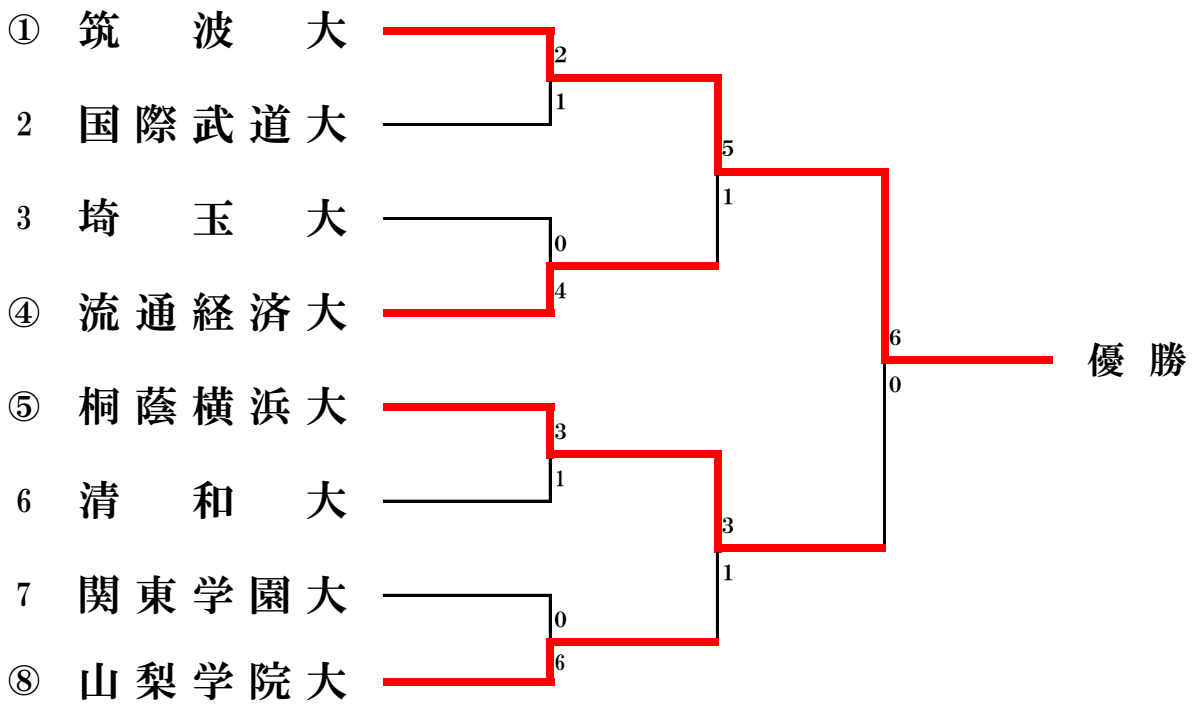 ① 筑波大
2
1
2 国際武道大
5
1
3 埼玉大
0
4
④ 流通経済大
6
0
優勝
⑤ 桐蔭横浜大
3
1
6 清和大
3
1
7 関東学園大
0
6
⑧ 山梨学院大